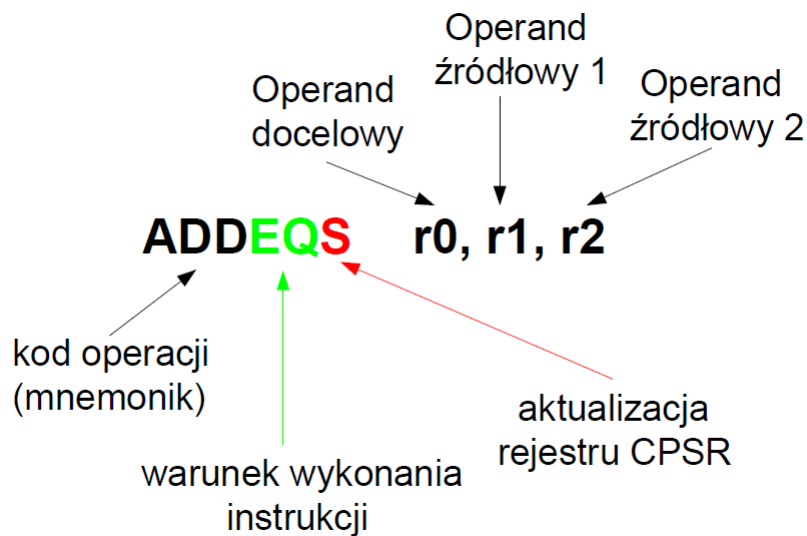 Operand
źródłowy 1
Operand
docelowy
Operand
źródłowy 2
ADDEQS r0, r1, r2
kod operacji
(mnemonik)
aktualizacja
rejestru CPSR
warunek wykonania
instrukcji